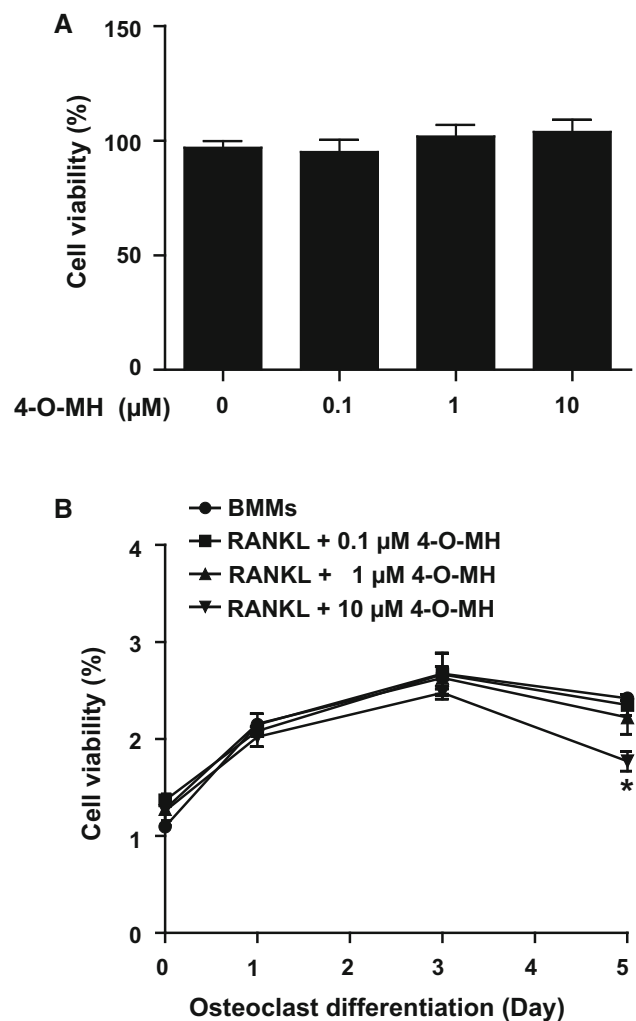 A
150
100
50
0
Cell viability (%)
4-O-MH (µM) 0 0.1 1 10
B
BMMs
RANKL + 0.1 µM 4-O-MH
RANKL + 1 µM 4-O-MH
RANKL + 10 µM 4-O-MH
4
3
2
1
0
Cell viability (%)
*
0 1 2 3 4 5
Osteoclast differentiation (Day)